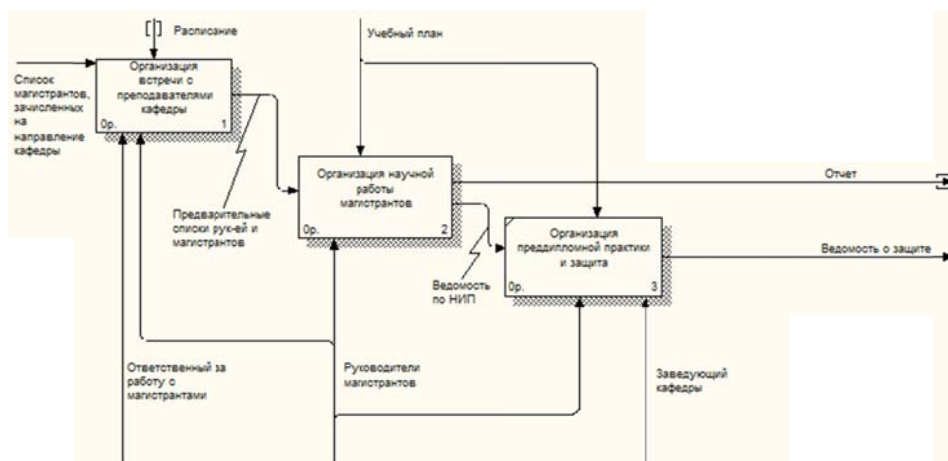 Расписание
Учебный план
Список
магистрантов,
зачисленных
на
направление
кафедры
Организация
встречи с
преподавателями
кафедры
0р. 1
Предварительные
списки рук-ей и
магистрантов
Организация научной
работы
магистрантов
0р. 2
Отчет
Ведомость
по НИП
Организация
преддипломной практики
и защита
0р. 3
Ведомость о защите
Ответственный за
работу с
магистрантами
Руководители
магистрантов
Заведующий
кафедры